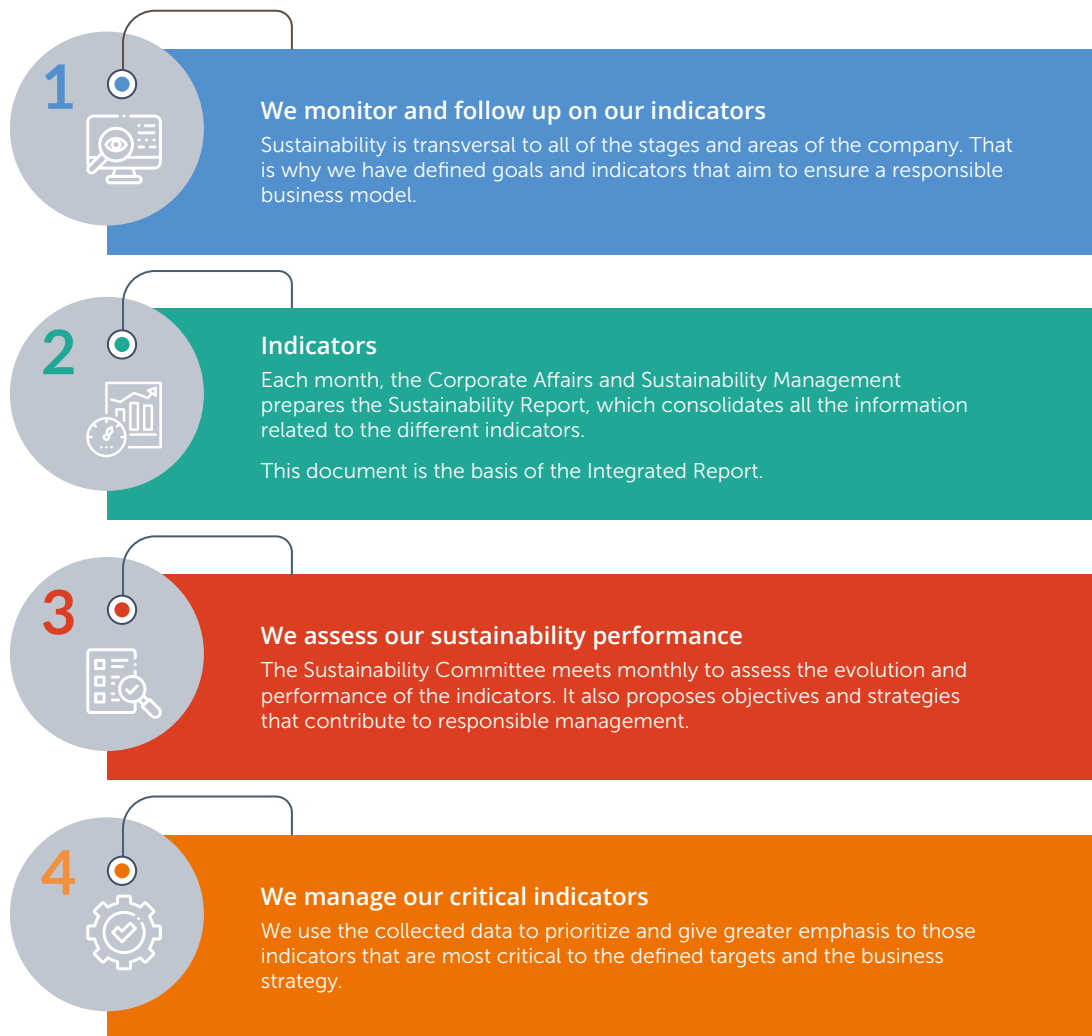 1
We monitor and follow up on our indicators
Sustainability is transversal to all of the stages and areas of the company. That
is why we have defined goals and indicators that aim to ensure a responsible
business model.
2
Indicators
Each month, the Corporate Affairs and Sustainability Management
prepares the Sustainability Report, which consolidates all the information
related to the different indicators.
This document is the basis of the Integrated Report.
3
We assess our sustainability performance
The Sustainability Committee meets monthly to assess the evolution and
performance of the indicators. It also proposes objectives and strategies
that contribute to responsible management.
4
We manage our critical indicators
We use the collected data to prioritize and give greater emphasis to those
indicators that are most critical to the defined targets and the business
strategy.